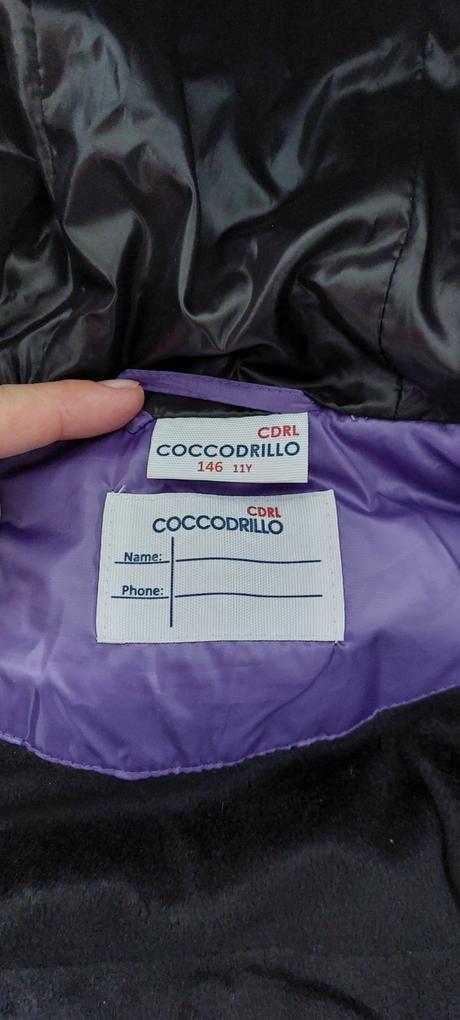 CDRL
COCCODRILLO
146 11Y
CDRL
COCCODRILLO
Name:
Phone: